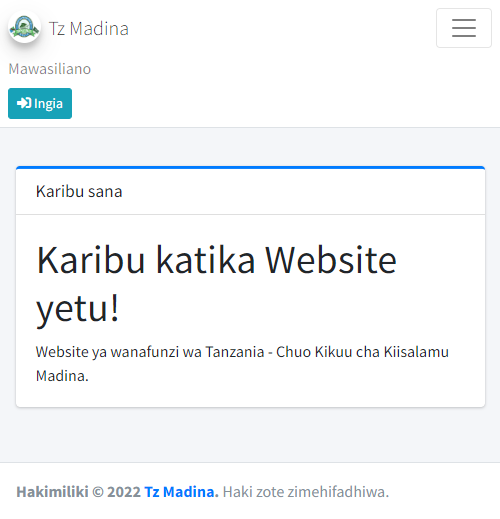 Tz Madina
Mawasiliano
Ingia
Karibu sana
Karibu katika Website
yetu!
Website ya wanafunzi wa Tanzania - Chuo Kikuu cha Kiisalamu
Madina.
Hakimiliki © 2022 Tz Madina. Haki zote zimehifadhiwa.